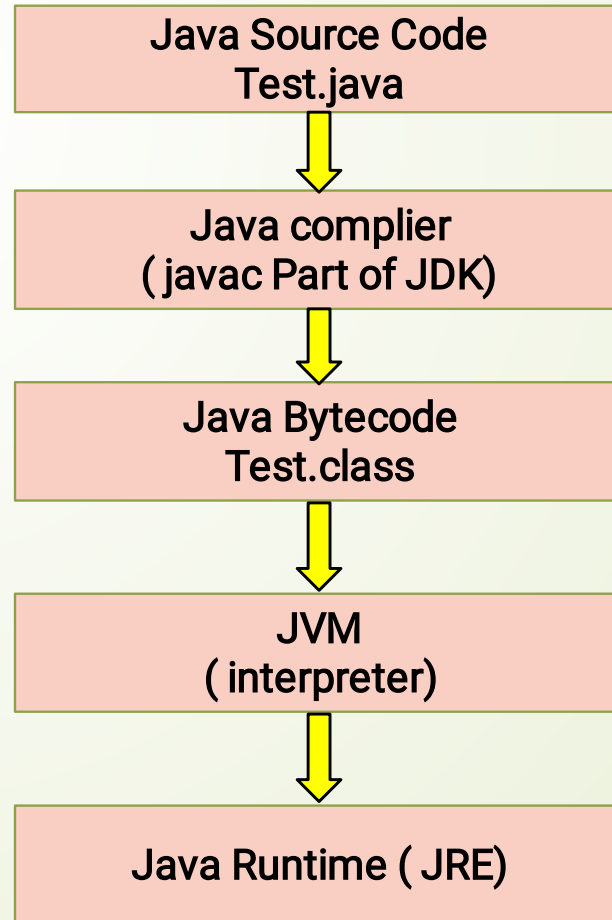 Java Source Code
Test.java
Java complier
( javac Part of JDK)
Java Bytecode
Test.class
JVM
( interpreter)
Java Runtime ( JRE)